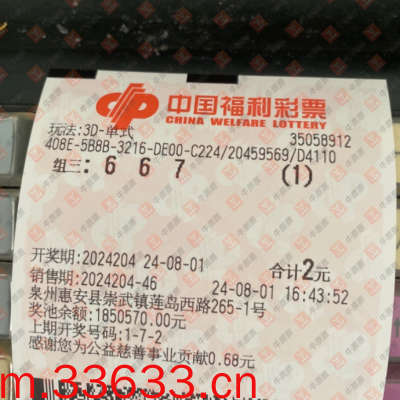 中国福利彩票
CHINA WELFARE LOTTERY
玩法:3D-单式 35058912
408E-5B8B-3216-DE00-C224/20459569/D4110
组三: 6 6 7 (1)
开奖期:2024204 24-08-01 合计2元
销售期:2024204-46 24-08-01 16:43:52
泉州惠安县崇武镇莲岛西路265-1号
奖池余额:1850570.00元
上期开奖号码:1-7-2
感谢您为公益慈善事业贡献0.68元
m.33633.cn